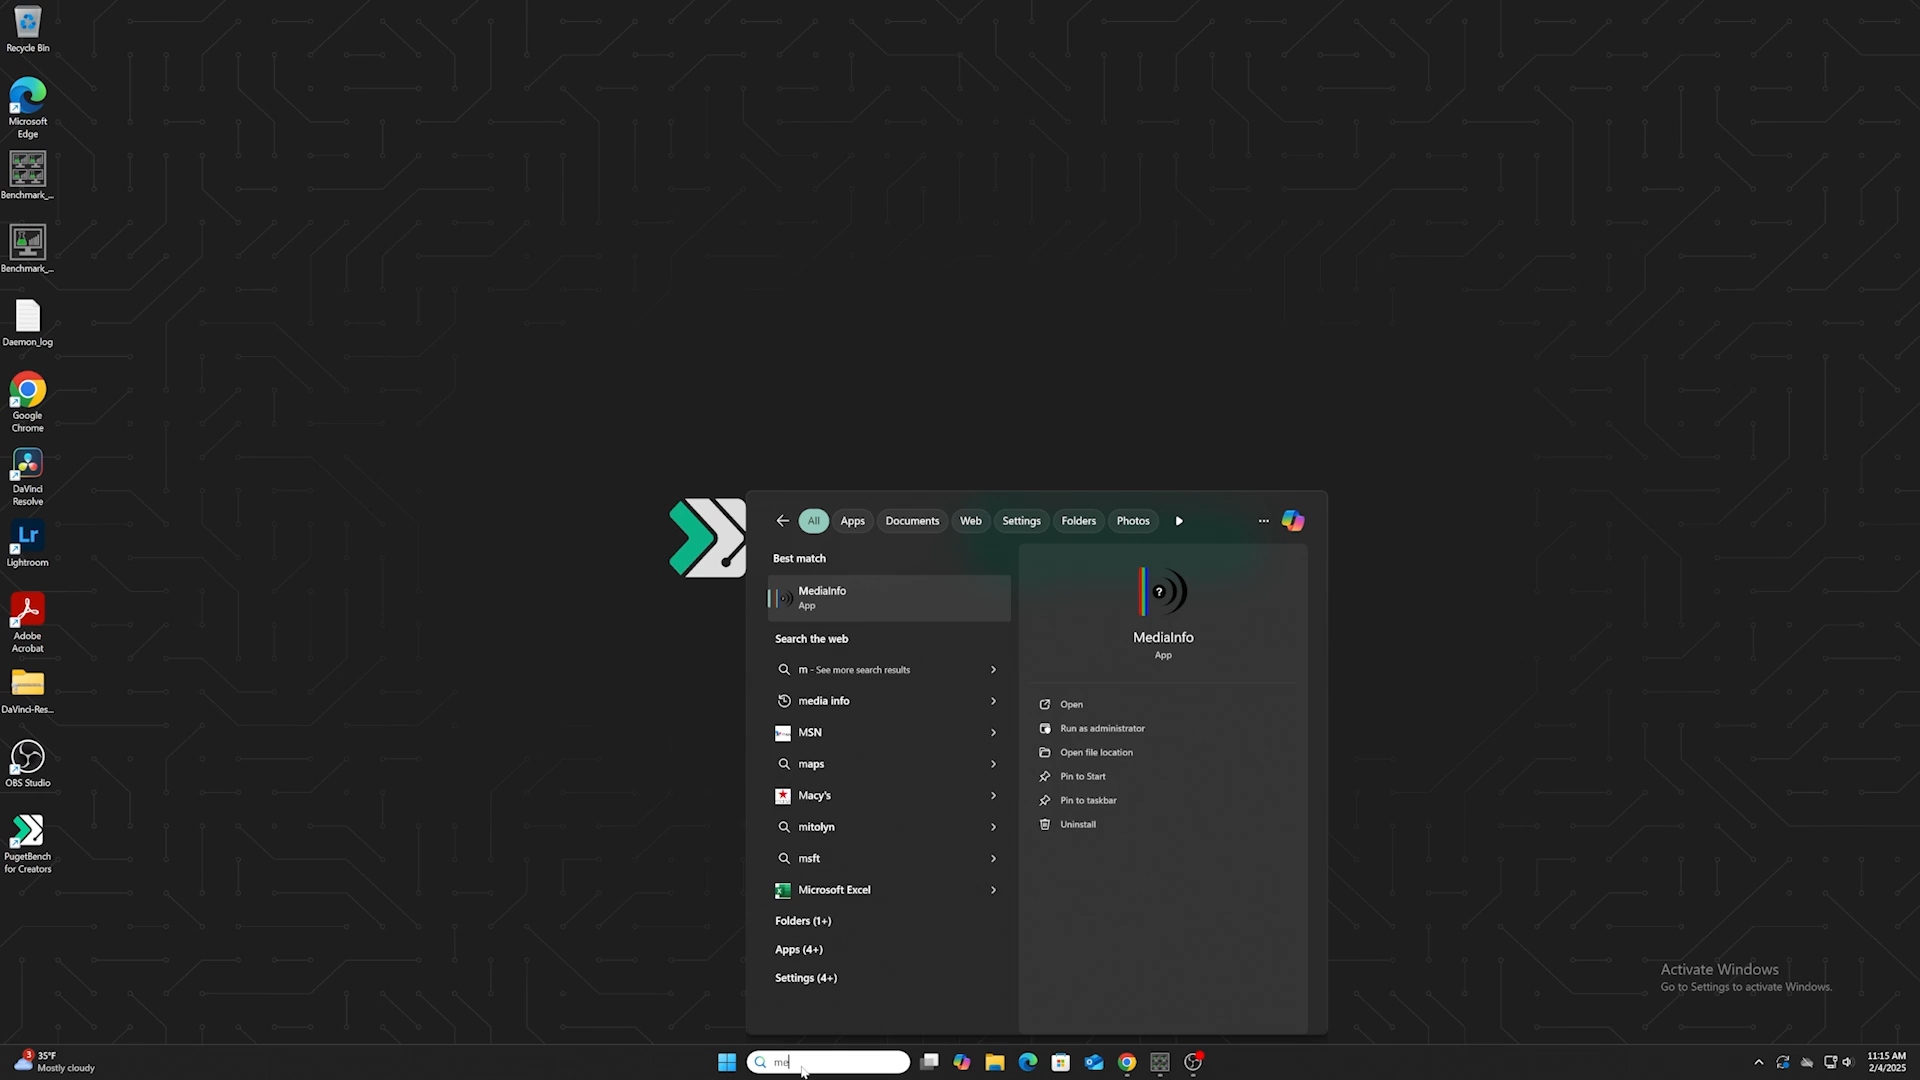 Recycle Bin
Microsoft
Edge
Benchmark_...
Benchmark_...
Daemon_log
Google
Chrome
DaVinci
Resolve
Lr
Lightroom
Adobe
Acrobat
DaVinci-Res...
OBS Studio
PugetBench
for Creators
All
Apps
Documents
Web
Settings
Folders
Photos
Best match
MediaInfo
App
Search the web
m - See more search results
media info
MSN
maps
Macy's
mitolyn
msft
Microsoft Excel
Folders (1+)
Apps (4+)
Settings (4+)
?
MediaInfo
App
Open
Run as administrator
Open file location
Pin to Start
Pin to taskbar
Uninstall
Activate Windows
Go to Settings to activate Windows.
3
35°F
Mostly cloudy
me
11:15 AM
2/4/2025